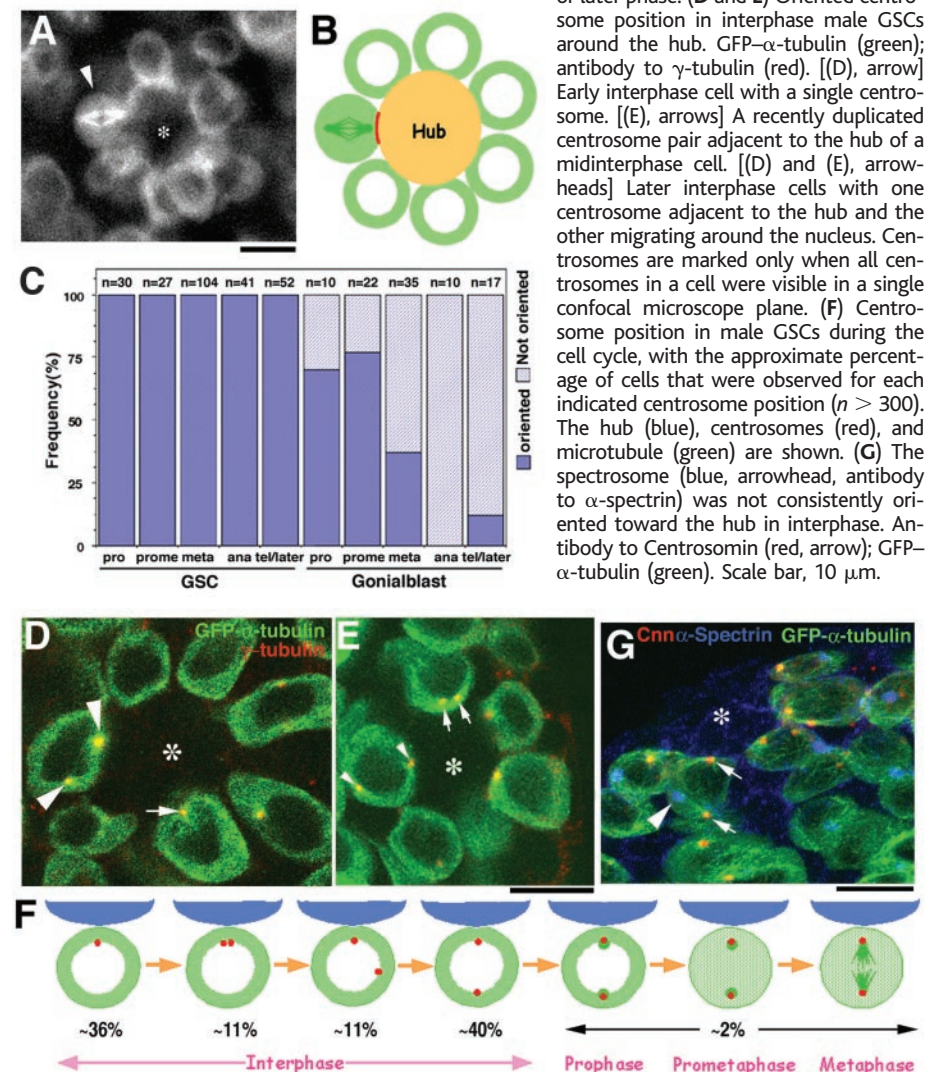 of later phase. (D and E) Oriented centro-
some position in interphase male GSCs
around the hub. GFP–α-tubulin (green);
antibody to γ-tubulin (red). [(D), arrow]
Early interphase cell with a single centro-
some. [(E), arrows] A recently duplicated
centrosome pair adjacent to the hub of a
midinterphase cell. [(D) and (E), arrow-
heads] Later interphase cells with one
centrosome adjacent to the hub and the
other migrating around the nucleus. Cen-
trosomes are marked only when all cen-
trosomes in a cell were visible in a single
confocal microscope plane. (F) Centro-
some position in male GSCs during the
cell cycle, with the approximate percent-
age of cells that were observed for each
indicated centrosome position (n > 300).
The hub (blue), centrosomes (red), and
microtubule (green) are shown. (G) The
spectrosome (blue, arrowhead, antibody
to α-spectrin) was not consistently ori-
ented toward the hub in interphase. An-
tibody to Centrosomin (red, arrow); GFP–
α-tubulin (green). Scale bar, 10 μm.
A
*
B
Hub
C
n=30 n=27 n=104 n=41 n=52 n=10 n=22 n=35 n=10 n=17
Frequency(%)
100
75
50
25
0
oriented Not oriented
pro prome meta ana tel/later pro prome meta ana tel/later
GSC Gonialblast
D
GFP-α-tubulin
γ-tubulin
*
E
*
G
Cnn α-Spectrin GFP-α-tubulin
*
F
~36% ~11% ~11% ~40% ~2%
Interphase Prophase Prometaphase Metaphase